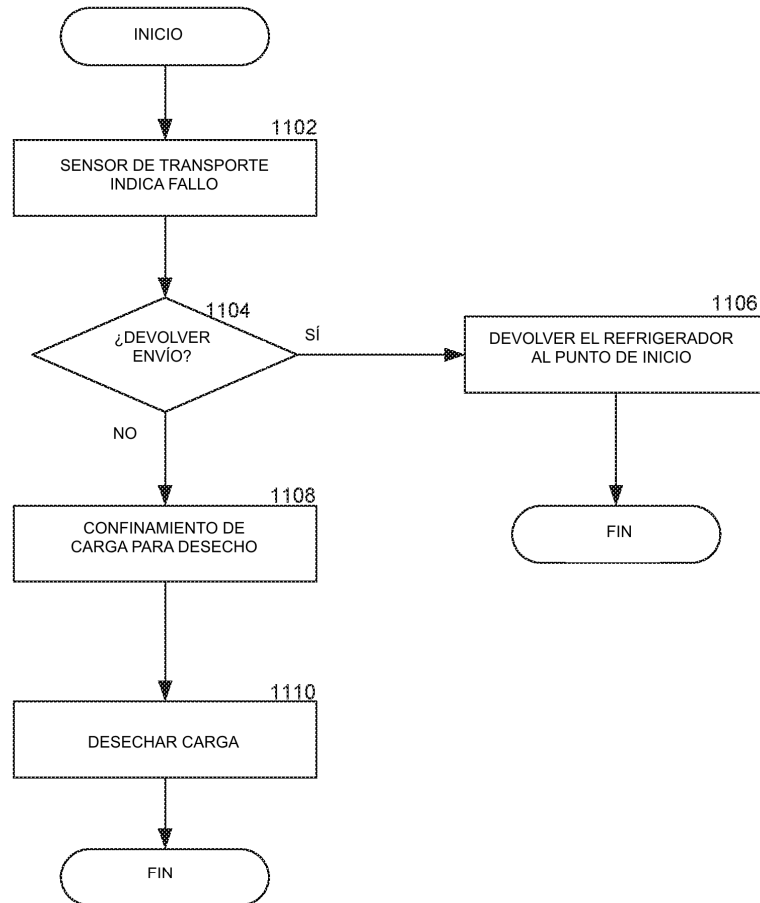 INICIO
1102
SENSOR DE TRANSPORTE
INDICA FALLO
1104
¿DEVOLVER
ENVÍO?
SÍ
1106
DEVOLVER EL REFRIGERADOR
AL PUNTO DE INICIO
NO
1108
CONFINAMIENTO DE
CARGA PARA DESECHO
FIN
1110
DESECHAR CARGA
FIN